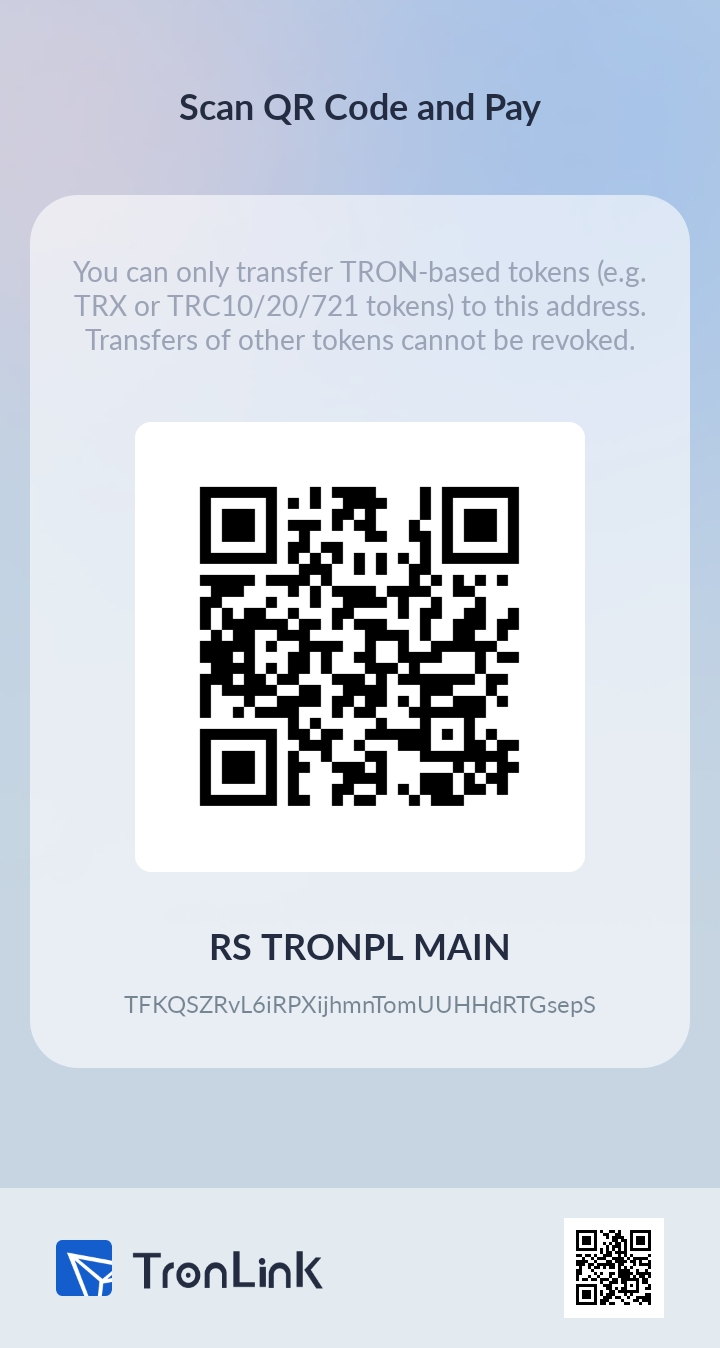 Scan QR Code and Pay
You can only transfer TRON-based tokens (e.g.
TRX or TRC10/20/721 tokens) to this address.
Transfers of other tokens cannot be revoked.
RS TRONPL MAIN
TFKQSZRvL6iRPXijhmnTomUUHHdRTGsepS
TronLink